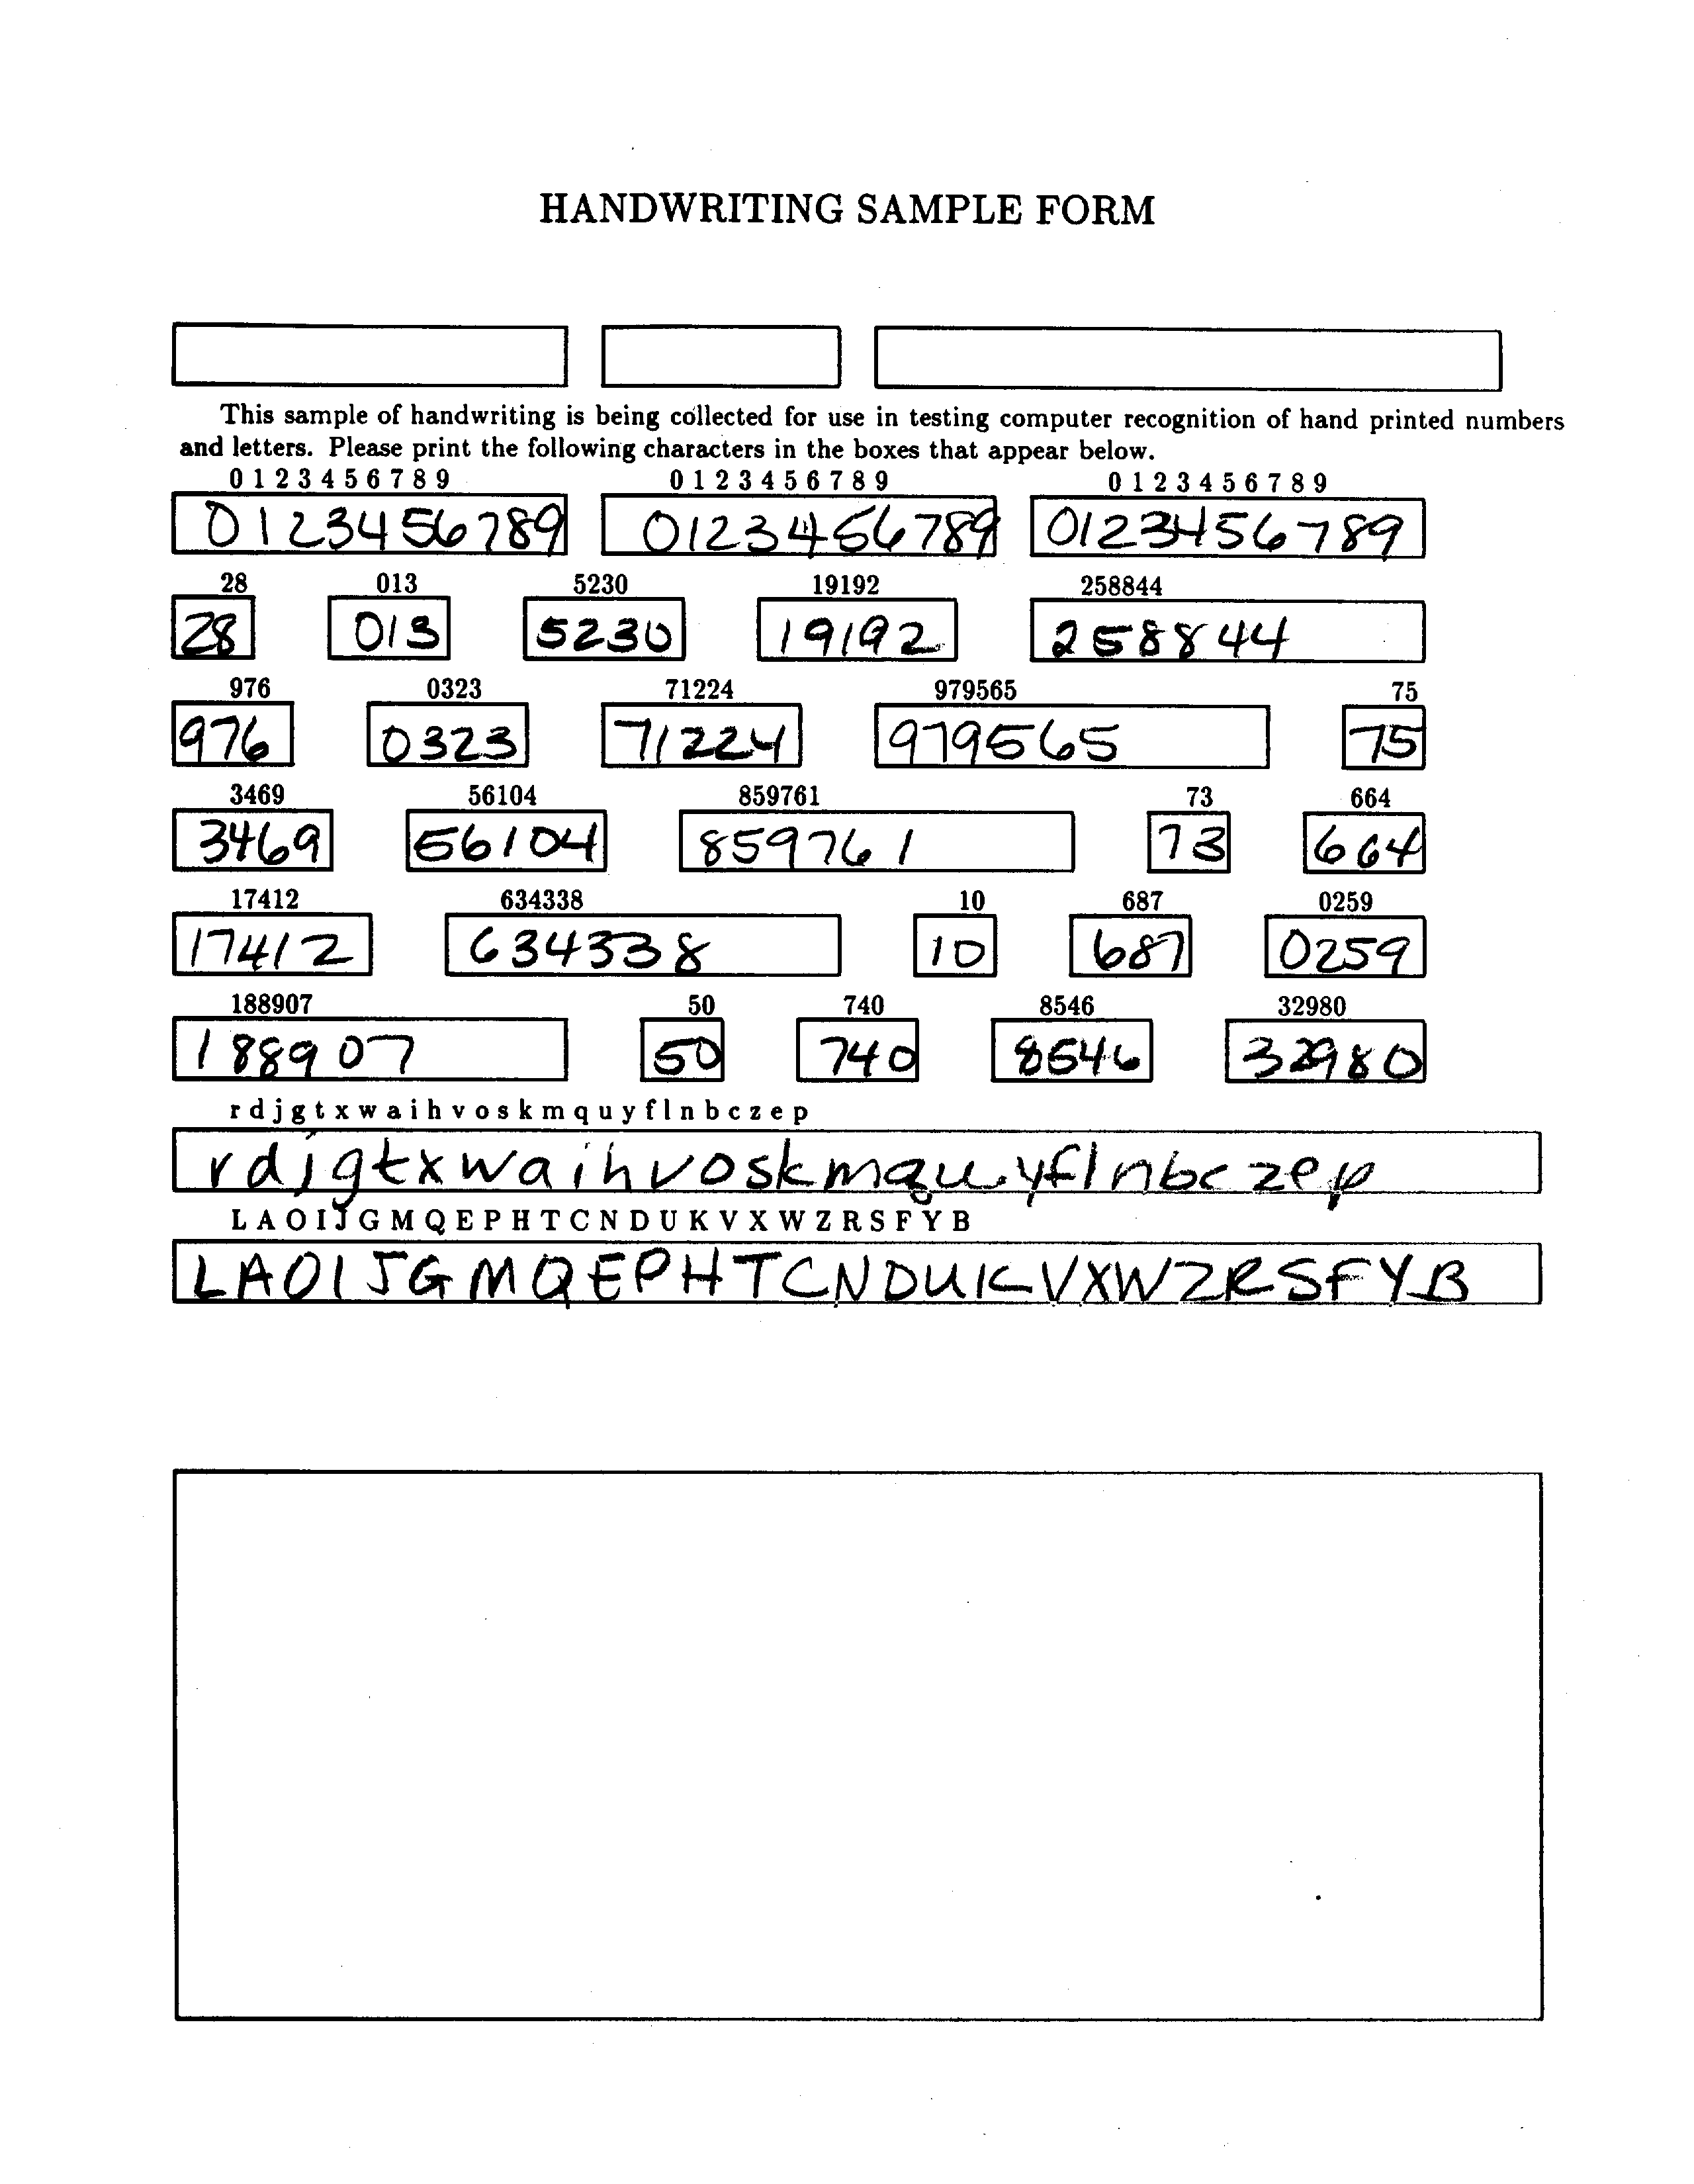 HANDWRITING SAMPLE FORM
This sample of handwriting is being collected for use in testing computer recognition of hand printed numbers
and letters. Please print the following characters in the boxes that appear below.
0 1 2 3 4 5 6 7 8 9 0 1 2 3 4 5 6 7 8 9 0 1 2 3 4 5 6 7 8 9
0123456789 0123456789 0123456789
28 013 5230 19192 258844
28 013 5230 19192 258844
976 0323 71224 979565 75
976 0323 71224 979565 75
3469 56104 859761 73 664
3469 56104 859761 73 664
17412 634338 10 687 0259
17412 634338 10 687 0259
188907 50 740 8546 32980
188907 50 740 8546 32980
r d j g t x w a i h v o s k m q u y f l n b c z e p
r d j g t x w a i h v o s k m q u y f l n b c z e p
L A O I J G M Q E P H T C N D U K V X W Z R S F Y B
L A O I J G M Q E P H T C N D U K V X W Z R S F Y B